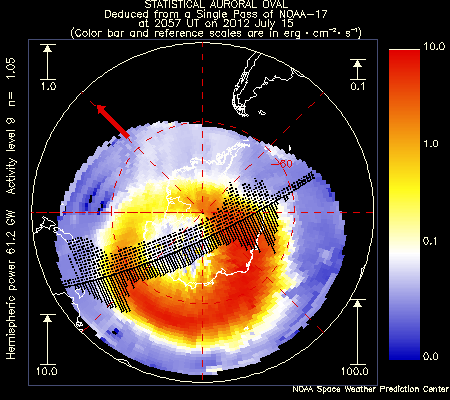 STATISTICAL AURORAL OVAL
Deduced from a Single Pass of NOAA-17
at 2057 UT on 2012 July 15
(Color bar and reference scales are in erg · cm⁻² · s⁻¹)
1.0
0.1
10.0
1.0
0.1
0.0
-60
Hemispheric power 61.2 GW Activity level 9 n= 1.05
10.0
100.0
NOAA Space Weather Prediction Center